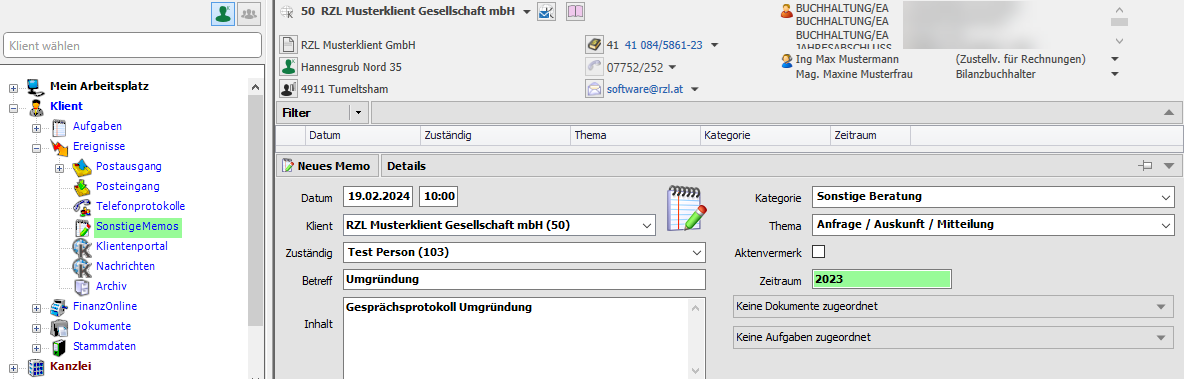 Klient wählen
Mein Arbeitsplatz
Klient
Aufgaben
Ereignisse
Postausgang
Posteingang
Telefonprotokolle
SonstigeMemos
Klientenportal
Nachrichten
Archiv
FinanzOnline
Dokumente
Stammdaten
Kanzlei
50 RZL Musterklient Gesellschaft mbH
RZL Musterklient GmbH
Hannesgrub Nord 35
4911 Tumeltsham
41 41 084/5861-23
07752/252
software@rzl.at
BUCHHALTUNG/EA
BUCHHALTUNG/EA
BUCHHALTUNG/EA
JAHRESABSCHLUSS
Ing Max Mustermann (Zustellv. für Rechnungen)
Mag. Maxine Musterfrau Bilanzbuchhalter
Filter
Datum Zuständig Thema Kategorie Zeitraum
Neues Memo Details
Datum 19.02.2024 10:00
Klient RZL Musterklient Gesellschaft mbH (50)
Zuständig Test Person (103)
Betreff Umgründung
Inhalt Gesprächsprotokoll Umgründung
Kategorie Sonstige Beratung
Thema Anfrage / Auskunft / Mitteilung
Aktenvermerk
Zeitraum 2023
Keine Dokumente zugeordnet
Keine Aufgaben zugeordnet